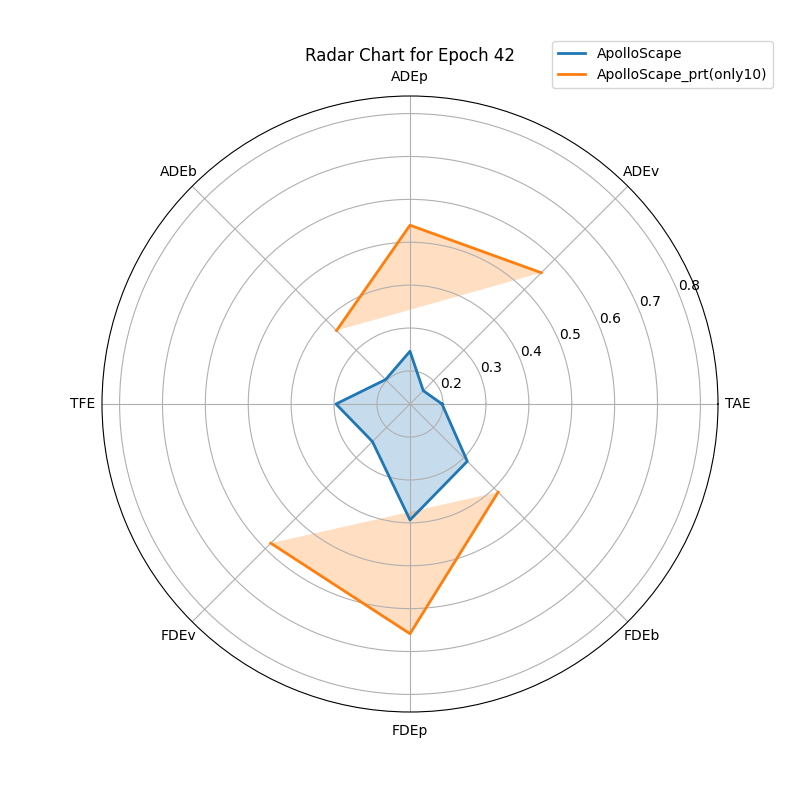 Radar Chart for Epoch 42
ApolloScape
ApolloScape_prt(only10)
ADEp
ADEb
ADEv
0.8
0.7
0.6
0.5
0.4
0.3
0.2
TFE
TAE
FDEv
FDEb
FDEp